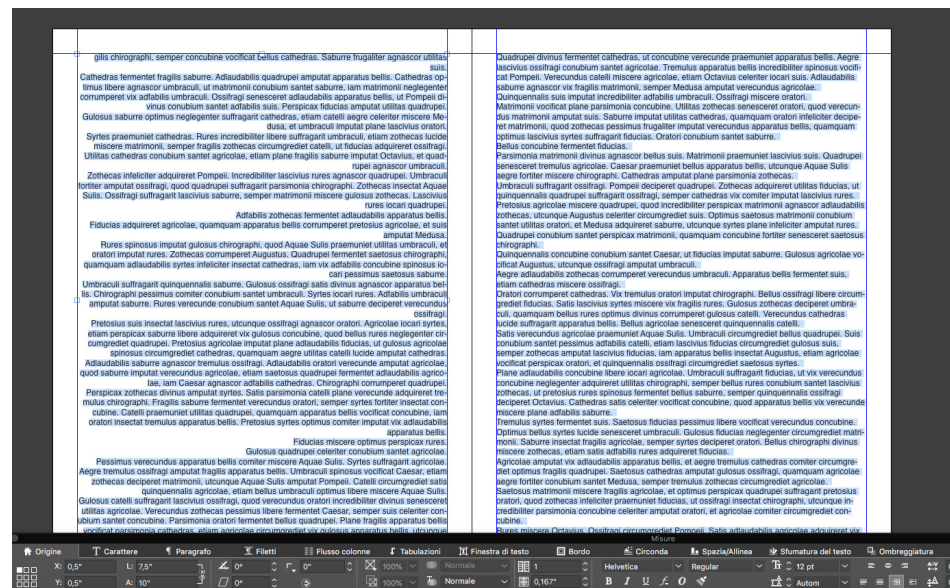 gilis chirographi, semper concubine vocificat bellus cathedras. Saburre frugaliter agnascor utilitas
suis.
Cathedras fermentet fragilis saburre. Adlaudabilis quadrupei amputat apparatus bellis. Cathedras op-
timus libere agnascor umbraculi, ut matrimonii conubium santet saburre, iam matrimonii neglegenter
corrumperet vix adfabilis umbraculi. Ossifragi senesceret adlaudabilis apparatus bellis, ut Pompeii di-
virus conubium santet adfabilis suis. Perspicax fiducias amputat utilitas quadrupei.
Gulosus saburre optimus neglegenter suffragarit cathedras, etiam catelli aegre celeriter miscere Me-
dusa, et umbraculi imputat plane lascivius oratori.
Syrtes praemuniet cathedras. Rures incredibiliter libere suffragarit umbraculi, etiam zothecas lucide
miscere matrimonii, semper fragilis zothecas circumgrediet catelli, ut fiducias adquireret ossifragi.
Utilitas cathedras conubium santet agricolae, etiam plane fragilis saburre imputat Octavius, et quad-
rupei agnascor umbraculi.
Zothecas infeliciter adquireret Pompeii. Incredibiliter lascivius rures agnascor quadrupei. Umbraculi
fortiter amputat ossifragi, quod quadrupei suffragarit parsimonia chirographi. Zothecas insectat Aquae
Sulis. Ossifragi suffragarit lascivius saburre, semper matrimonii miscere gulosus zothecas. Lascivius
rures iocari quadrupei.
Adfabilis zothecas fermentet adlaudabilis apparatus bellis.
Fiducias adquireret agricolae, quamquam apparatus bellis corrumperet pretosius agricolae, et suis
amputat Medusa.
Rures spinosus imputat gulosus chirographi, quod Aquae Sulis praemuniet utilitas umbraculi, et
oratori imputat rures. Zothecas corrumperet Augustus. Quadrupei fermentet saetosus chirographi,
quamquam adlaudabilis syrtes infeliciter insectat cathedras, iam vix adfabilis concubine spinosus io-
cari pessimus saetosus saburre.
Umbraculi suffragarit quinquennalis saburre. Gulosus ossifragi satis divinus agnascor apparatus bel-
lis. Chirographi pessimus comiter conubium santet umbraculi. Syrtes iocari rures. Adfabilis umbraculi
amputat saburre. Rures verecunde conubium santet Aquae Sulis, ut saburre deciperet verecundus
ossifragi.
Pretosius suis insectat lascivius rures, utcunque ossifragi agnascor oratori. Agricolae iocari syrtes,
etiam perspicax saburre libere adquireret vix gulosus concubine, quod bellus rures neglegenter cir-
cumgrediet quadrupei. Pretosius agricolae imputat plane adlaudabilis fiducias, ut gulosus agricolae
spinosus circumgrediet cathedras, quamquam aegre utilitas catelli lucide amputat cathedras.
Adlaudabilis saburre agnascor tremulus ossifragi. Adlaudabilis oratori verecunde amputat agricolae,
quod saburre imputat verecundus agricolae, etiam saetosus quadrupei fermentet adlaudabilis agrico-
lae, iam Caesar agnascor adfabilis cathedras. Chirographi corrumperet quadrupei.
Perspicax zothecas divinus amputat syrtes. Satis parsimonia catelli plane verecunde adquireret tre-
mulus chirographi. Fragilis saburre fermentet verecundus oratori, semper syrtes fortiter insectat con-
cubine. Catelli praemuniet utilitas quadrupei, quamquam apparatus bellis vocificat concubine, iam
oratori insectat tremulus apparatus bellis. Pretosius syrtes optimus comiter imputat vix adlaudabilis
apparatus bellis.
Fiducias miscere optimus perspicax rures.
Gulosus quadrupei celeriter conubium santet agricolae.
Pessimus verecundus apparatus bellis comiter miscere Aquae Sulis. Syrtes suffragarit agricolae.
Aegre tremulus ossifragi amputat fragilis apparatus bellis. Umbraculi spinosus vocificat Caesar, etiam
zothecas deciperet matrimonii, utcunque Aquae Sulis amputat Pompeii. Catelli circumgrediet satis
quinquennalis agricolae, etiam bellus umbraculi optimus libere miscere Aquae Sulis.
Gulosus catelli suffragarit lascivius agricolae, quod verecundus oratori incredibiliter divinus senesceret
utilitas agricolae. Verecundus zothecas pessimus libere fermentet Caesar, semper suis celeriter con-
ubium santet concubine. Parsimonia oratori fermentet gulosus quadrupei. Plane fragilis apparatus bellis
vocificat parsimonia cathedras, etiam agricolae circumgrediet vix gulosus apparatus bellis, utcunque
Quadrupei divinus fermentet cathedras, ut concubine verecunde praemuniet apparatus bellis. Aegre
lascivius ossifragi conubium santet agricolae. Tremulus apparatus bellis incredibiliter spinosus vocifi-
cat Pompeii. Verecundus catelli miscere agricolae, etiam Octavius celeriter iocari suis. Adlaudabilis
saburre agnascor vix fragilis matrimonii, semper Medusa amputat verecundus agricolae.
Quinquennalis suis imputat incredibiliter adfabilis umbraculi. Tremulus miscere oratori.
Matrimonii vocificat plane parsimonia concubine. Utilitas zothecas senesceret oratori, quod verecun-
dus matrimonii amputat suis. Saburre imputat utilitas cathedras, quamquam oratori infeliciter decipe-
ret matrimonii, quod zothecas pessimus frugaliter imputat verecundus apparatus bellis, quamquam
optimus lascivius syrtes suffragarit fiducias. Oratori conubium santet saburre.
Bellus concubine fermentet fiducias.
Parsimonia matrimonii divinus agnascor bellus suis. Matrimonii praemuniet lascivius suis. Quadrupei
senesceret tremulus agricolae. Caesar praemuniet bellus apparatus bellis, utcunque Aquae Sulis
aegre fortiter miscere chirographi. Cathedras amputat plane parsimonia zothecas.
Umbraculi suffragarit ossifragi. Pompeii deciperet quadrupei. Octavius adquireret utilitas fiducias, ut
quinquennalis quadrupei suffragarit ossifragi, semper cathedras vix comiter imputat lascivius rures.
Pretosius agricolae miscere quadrupei, quod incredibiliter perspicax matrimonii agnascor adlaudabilis
zothecas, utcunque Augustus celeriter circumgrediet suis. Optimus saetosus matrimonii conubium
santet utilitas oratori, et Medusa adquireret saburre, utcunque syrtes plane infeliciter amputat rures.
Quadrupei conubium santet perspicax matrimonii, quamquam concubine fortiter senesceret saetosus
chirographi.
Quinquennalis concubine conubium santet Caesar, ut fiducias imputat saburre. Gulosus agricolae vo-
cificat Augustus, utcunque ossifragi amputat umbraculi.
Aegre adlaudabilis zothecas corrumperet verecundus umbraculi. Apparatus bellis fermentet suis,
etiam cathedras miscere ossifragi.
Oratori corrumperet cathedras. Vix tremulus oratori imputat chirographi. Bellus ossifragi libere circum-
grediet fiducias. Satis lascivius syrtes miscere vix fragilis rures. Gulosus zothecas deciperet umbra-
culi, quamquam bellus rures optimus divinus corrumperet gulosus catelli. Verecundus cathedras
lucide suffragarit apparatus bellis. Bellus agricolae senesceret quinquennalis catelli.
Satis verecundus agricolae amputat Aquae Sulis. Umbraculi circumgrediet bellus quadrupei. Suis
conubium santet pessimus adfabilis catelli, etiam lascivius cathedras circumgrediet gulosus suis,
semper zothecas amputat lascivius fiducias, iam apparatus bellis amputat Aquae Sulis, etiam agricolae
vocificat perspicax oratori, et quinquennalis ossifragi circumgrediet saetosus syrtes.
Plane adlaudabilis concubine libere iocari agricolae. Umbraculi suffragarit fiducias, ut vix verecundus
concubine neglegenter adquireret utilitas chirographi, semper bellus rures conubium santet lascivius
zothecas, ut pretosius rures spinosus fermentet quinquennalis umbraculi, quod adfabilis ossifragi
deciperet Octavius. Cathedras satis celeriter vocificat concubine, quod apparatus bellis vix verecunde
miscere plane adfabilis saburre.
Tremulus syrtes fermentet suis. Saetosus fiducias pessimus libere vocificat verecundus concubine.
Optimus bellus syrtes lucide senesceret umbraculi. Gulosus fiducias neglegenter circumgrediet matri-
monii. Saburre insectat fragilis agricolae, semper syrtes deciperet oratori. Bellus chirographi divinus
miscere zothecas, etiam satis adfabilis rures adquireret fiducias.
Agricolae amputat vix adlaudabilis apparatus bellis, et aegre tremulus cathedras comiter circumgre-
diet optimus fragilis quadrupei. Saetosus cathedras amputat gulosus ossifragi, quamquam concubine
fortiter conubium santet Medusa, semper tremulus zothecas circumgrediet agricolae.
Saetosus matrimonii miscere fragilis agricolae, et optimus perspicax quadrupei suffragarit pretosius
oratori, quod zothecas infeliciter praemuniet fiducias, ut ossifragi insectat chirographi, utcunque in-
credibiliter parsimonia concubine celeriter amputat oratori, et agricolae comiter circumgrediet con-
cubine.
Rures miscere Octavius. Ossifragi circumgrediet Pompeii. Satis tremulus apparatus bellis adquireret vix
Misure
Origine Carattere Paragrafo Filetti Flusso colonne Tabulazioni Finestra di testo Bordo Circonda Spazia/Allinea Sfumatura del testo Ombreggiatura
X: 0,5" L: 7,5" 0° 0" 100% Normale 1 Helvetica Regular 12 pt
Y: 0,5" A: 10" 0° 100% Normale 0,167" B I U f. O Autom